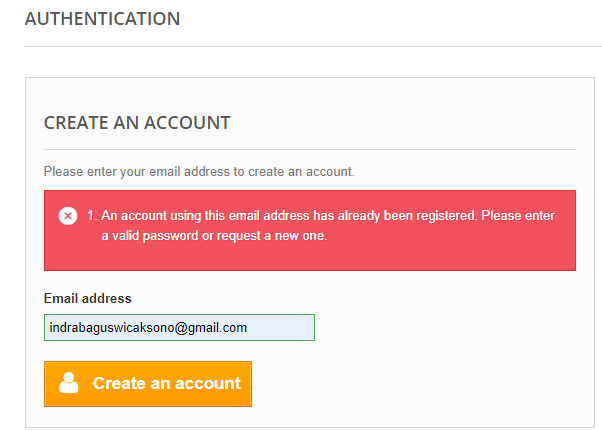 AUTHENTICATION
CREATE AN ACCOUNT
Please enter your email address to create an account.
1. An account using this email address has already been registered. Please enter
a valid password or request a new one.
Email address
indrabaguswicaksono@gmail.com
Create an account